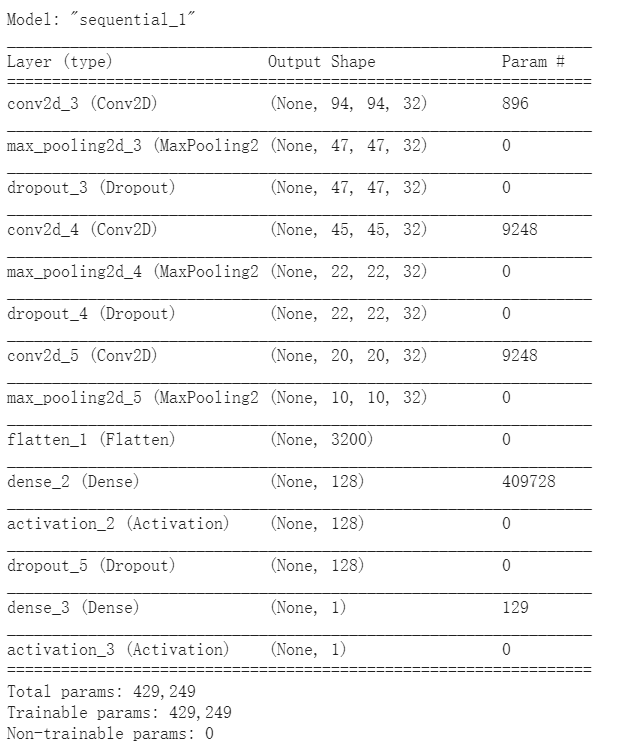 Model: "sequential_1"
_________________________________________________________________
Layer (type)                 Output Shape              Param #
=================================================================
conv2d_3 (Conv2D)            (None, 94, 94, 32)        896
_________________________________________________________________
max_pooling2d_3 (MaxPooling2 (None, 47, 47, 32)        0
_________________________________________________________________
dropout_3 (Dropout)          (None, 47, 47, 32)        0
_________________________________________________________________
conv2d_4 (Conv2D)            (None, 45, 45, 32)        9248
_________________________________________________________________
max_pooling2d_4 (MaxPooling2 (None, 22, 22, 32)        0
_________________________________________________________________
dropout_4 (Dropout)          (None, 22, 22, 32)        0
_________________________________________________________________
conv2d_5 (Conv2D)            (None, 20, 20, 32)        9248
_________________________________________________________________
max_pooling2d_5 (MaxPooling2 (None, 10, 10, 32)        0
_________________________________________________________________
flatten_1 (Flatten)          (None, 3200)              0
_________________________________________________________________
dense_2 (Dense)              (None, 128)               409728
_________________________________________________________________
activation_2 (Activation)    (None, 128)               0
_________________________________________________________________
dropout_5 (Dropout)          (None, 128)               0
_________________________________________________________________
dense_3 (Dense)              (None, 1)                 129
_________________________________________________________________
activation_3 (Activation)    (None, 1)                 0
=================================================================
Total params: 429,249
Trainable params: 429,249
Non-trainable params: 0